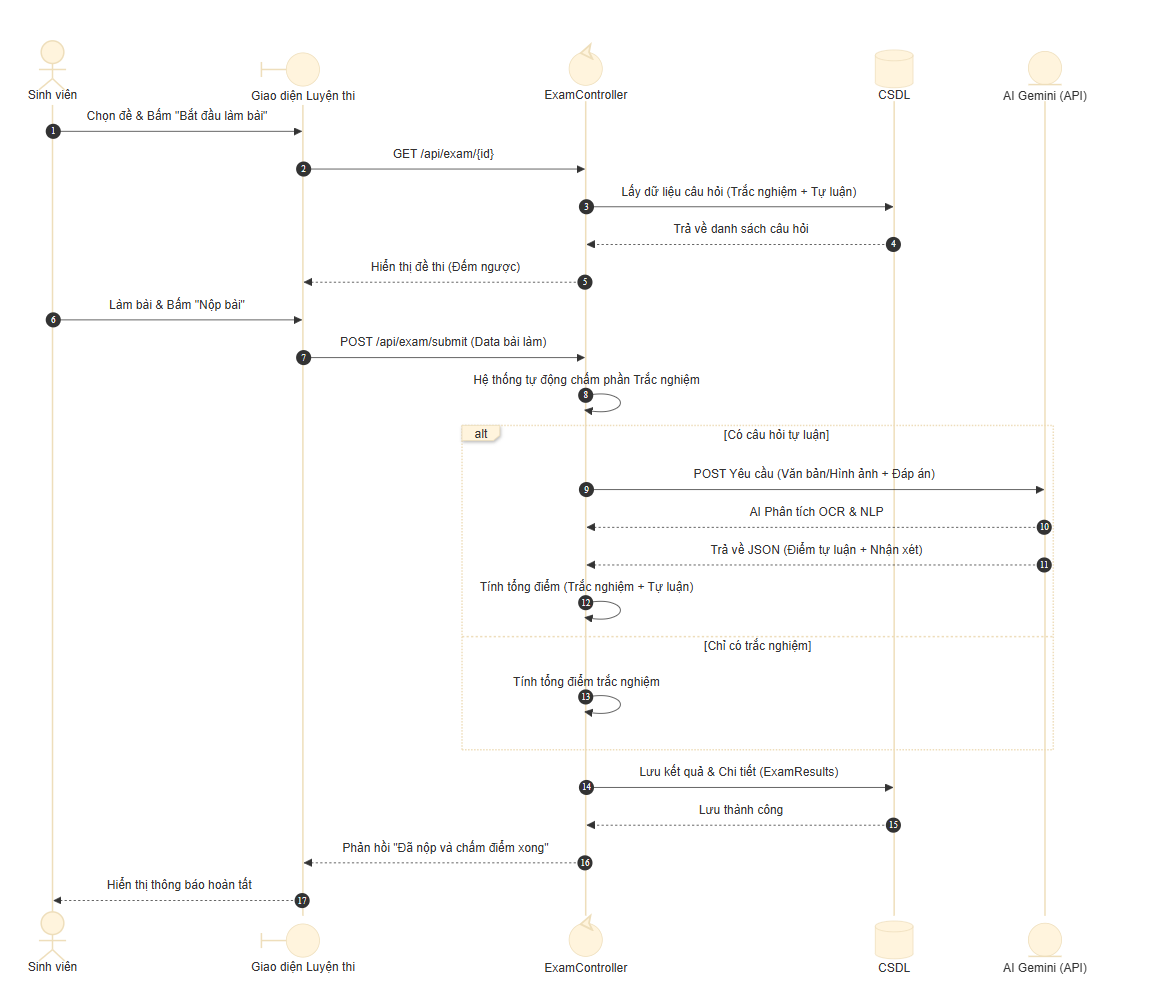 Sinh viên
Giao diện Luyện thi
ExamController
CSDL
AI Gemini (API)
Chọn đề & Bấm "Bắt đầu làm bài"
1
GET /api/exam/{id}
2
Lấy dữ liệu câu hỏi (Trắc nghiệm + Tự luận)
3
Trả về danh sách câu hỏi
4
Hiển thị đề thi (Đếm ngược)
5
Làm bài & Bấm "Nộp bài"
6
POST /api/exam/submit (Data bài làm)
7
Hệ thống tự động chấm phần Trắc nghiệm
8
alt
[Có câu hỏi tự luận]
POST Yêu cầu (Văn bản/Hình ảnh + Đáp án)
9
AI Phân tích OCR & NLP
10
Trả về JSON (Điểm tự luận + Nhận xét)
11
Tính tổng điểm (Trắc nghiệm + Tự luận)
12
[Chỉ có trắc nghiệm]
Tính tổng điểm trắc nghiệm
13
Lưu kết quả & Chi tiết (ExamResults)
14
Lưu thành công
15
Phản hồi "Đã nộp và chấm điểm xong"
16
Hiển thị thông báo hoàn tất
17
Sinh viên
Giao diện Luyện thi
ExamController
CSDL
AI Gemini (API)